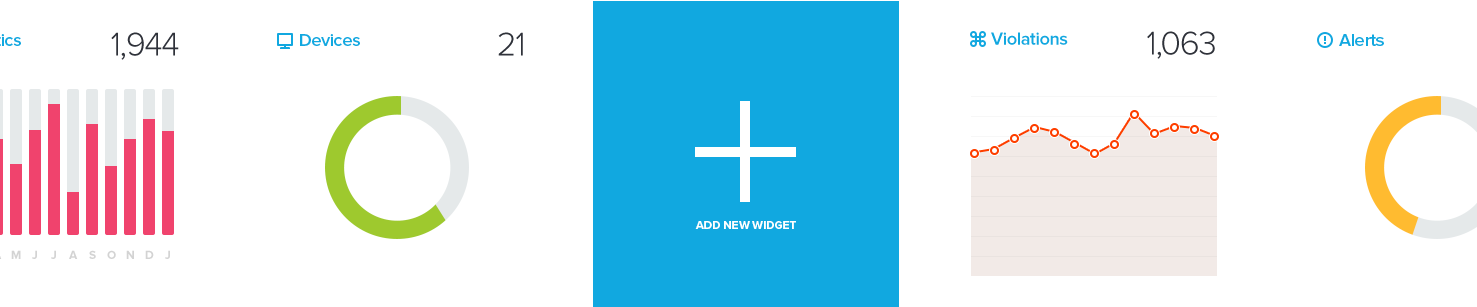 tics
1,944
M J J A S O N D J
Devices
21
ADD NEW WIDGET
Violations
1,063
Alerts